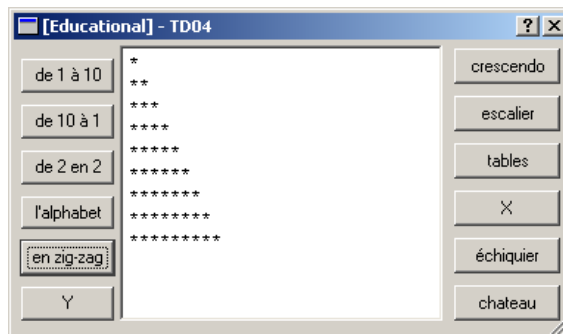 [Educational] - TD04
de 1 à 10
de 10 à 1
de 2 en 2
l'alphabet
en zig-zag
Y
*
**
***
****
*****
******
*******
********
*********
crescendo
escalier
tables
X
échiquier
chateau